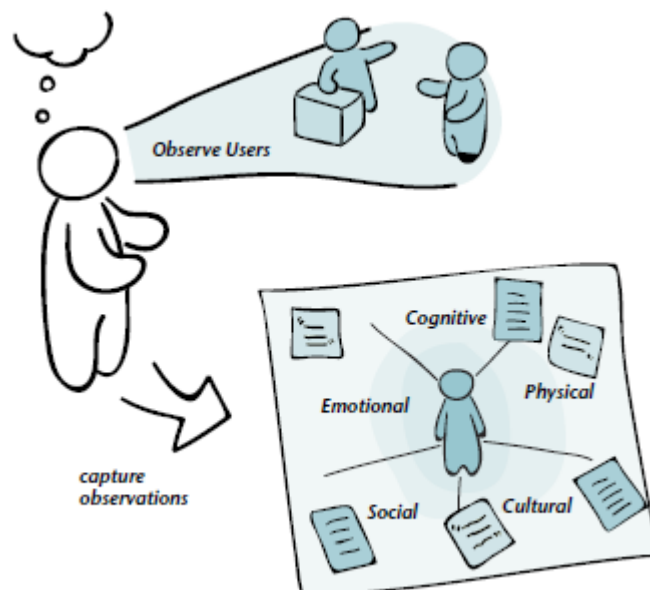 Observe Users
Cognitive
Emotional
Physical
capture
observations
Social
Cultural